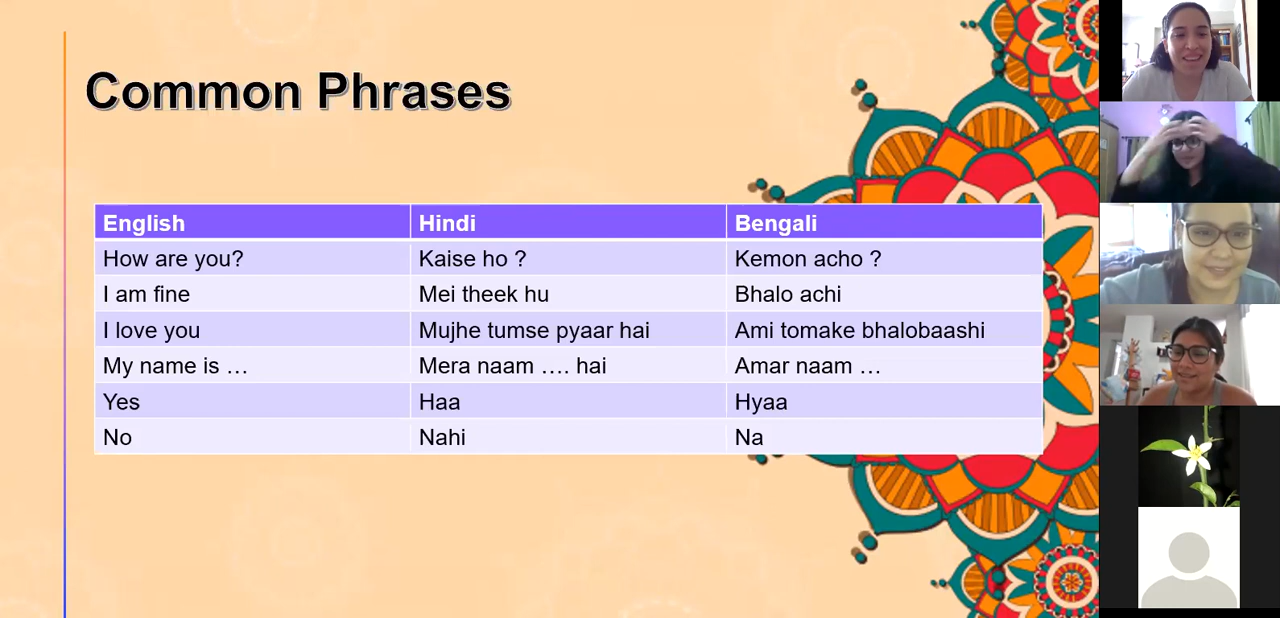 Common Phrases
English Hindi Bengali
How are you? Kaise ho ? Kemon acho ?
I am fine Mei theek hu Bhalo achi
I love you Mujhe tumse pyaar hai Ami tomake bhalobaashi
My name is … Mera naam …. hai Amar naam …
Yes Haa Hyaa
No Nahi Na